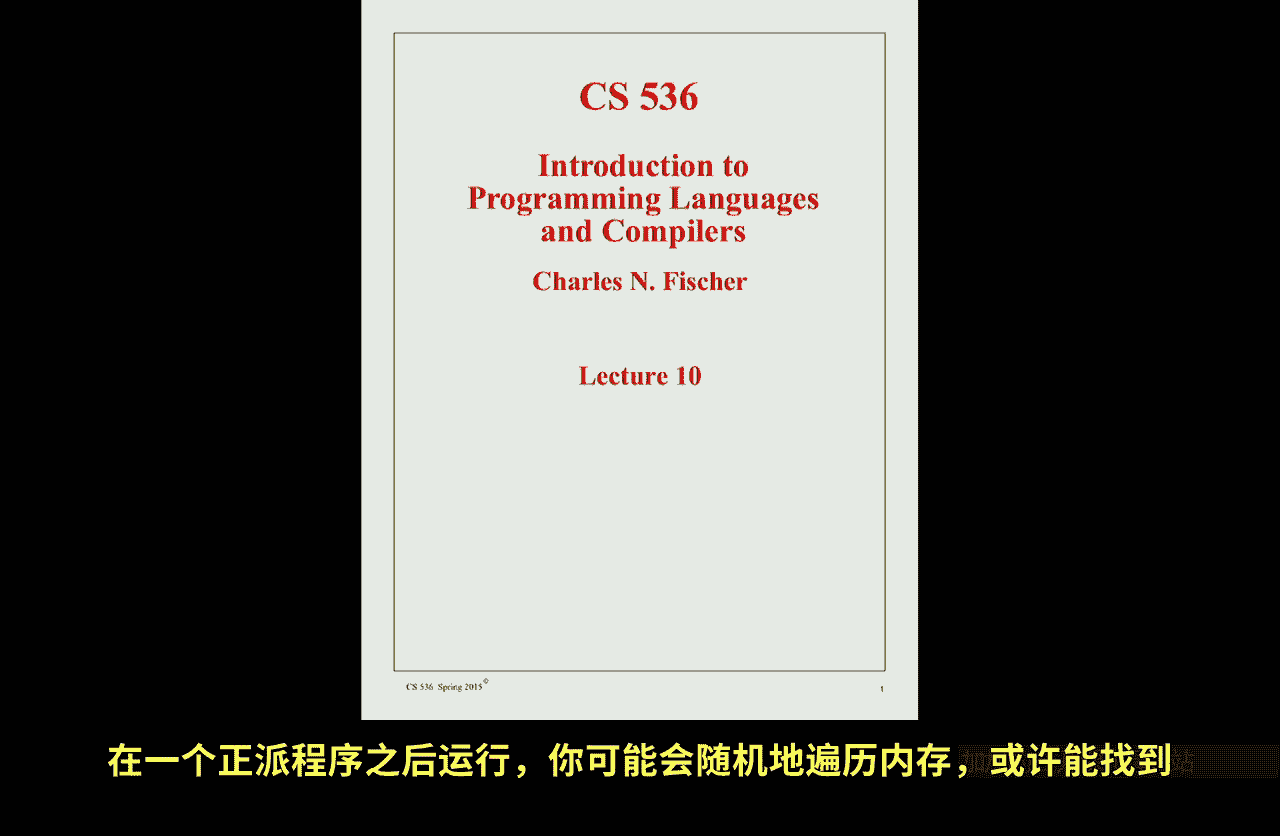 CS 536
Introduction to
Programming Languages
and Compilers
Charles N. Fischer
Lecture 10
CS 536 Spring 2015©
1
在一个正派程序之后运行，你可能会随机地遍历内存，或许能找到